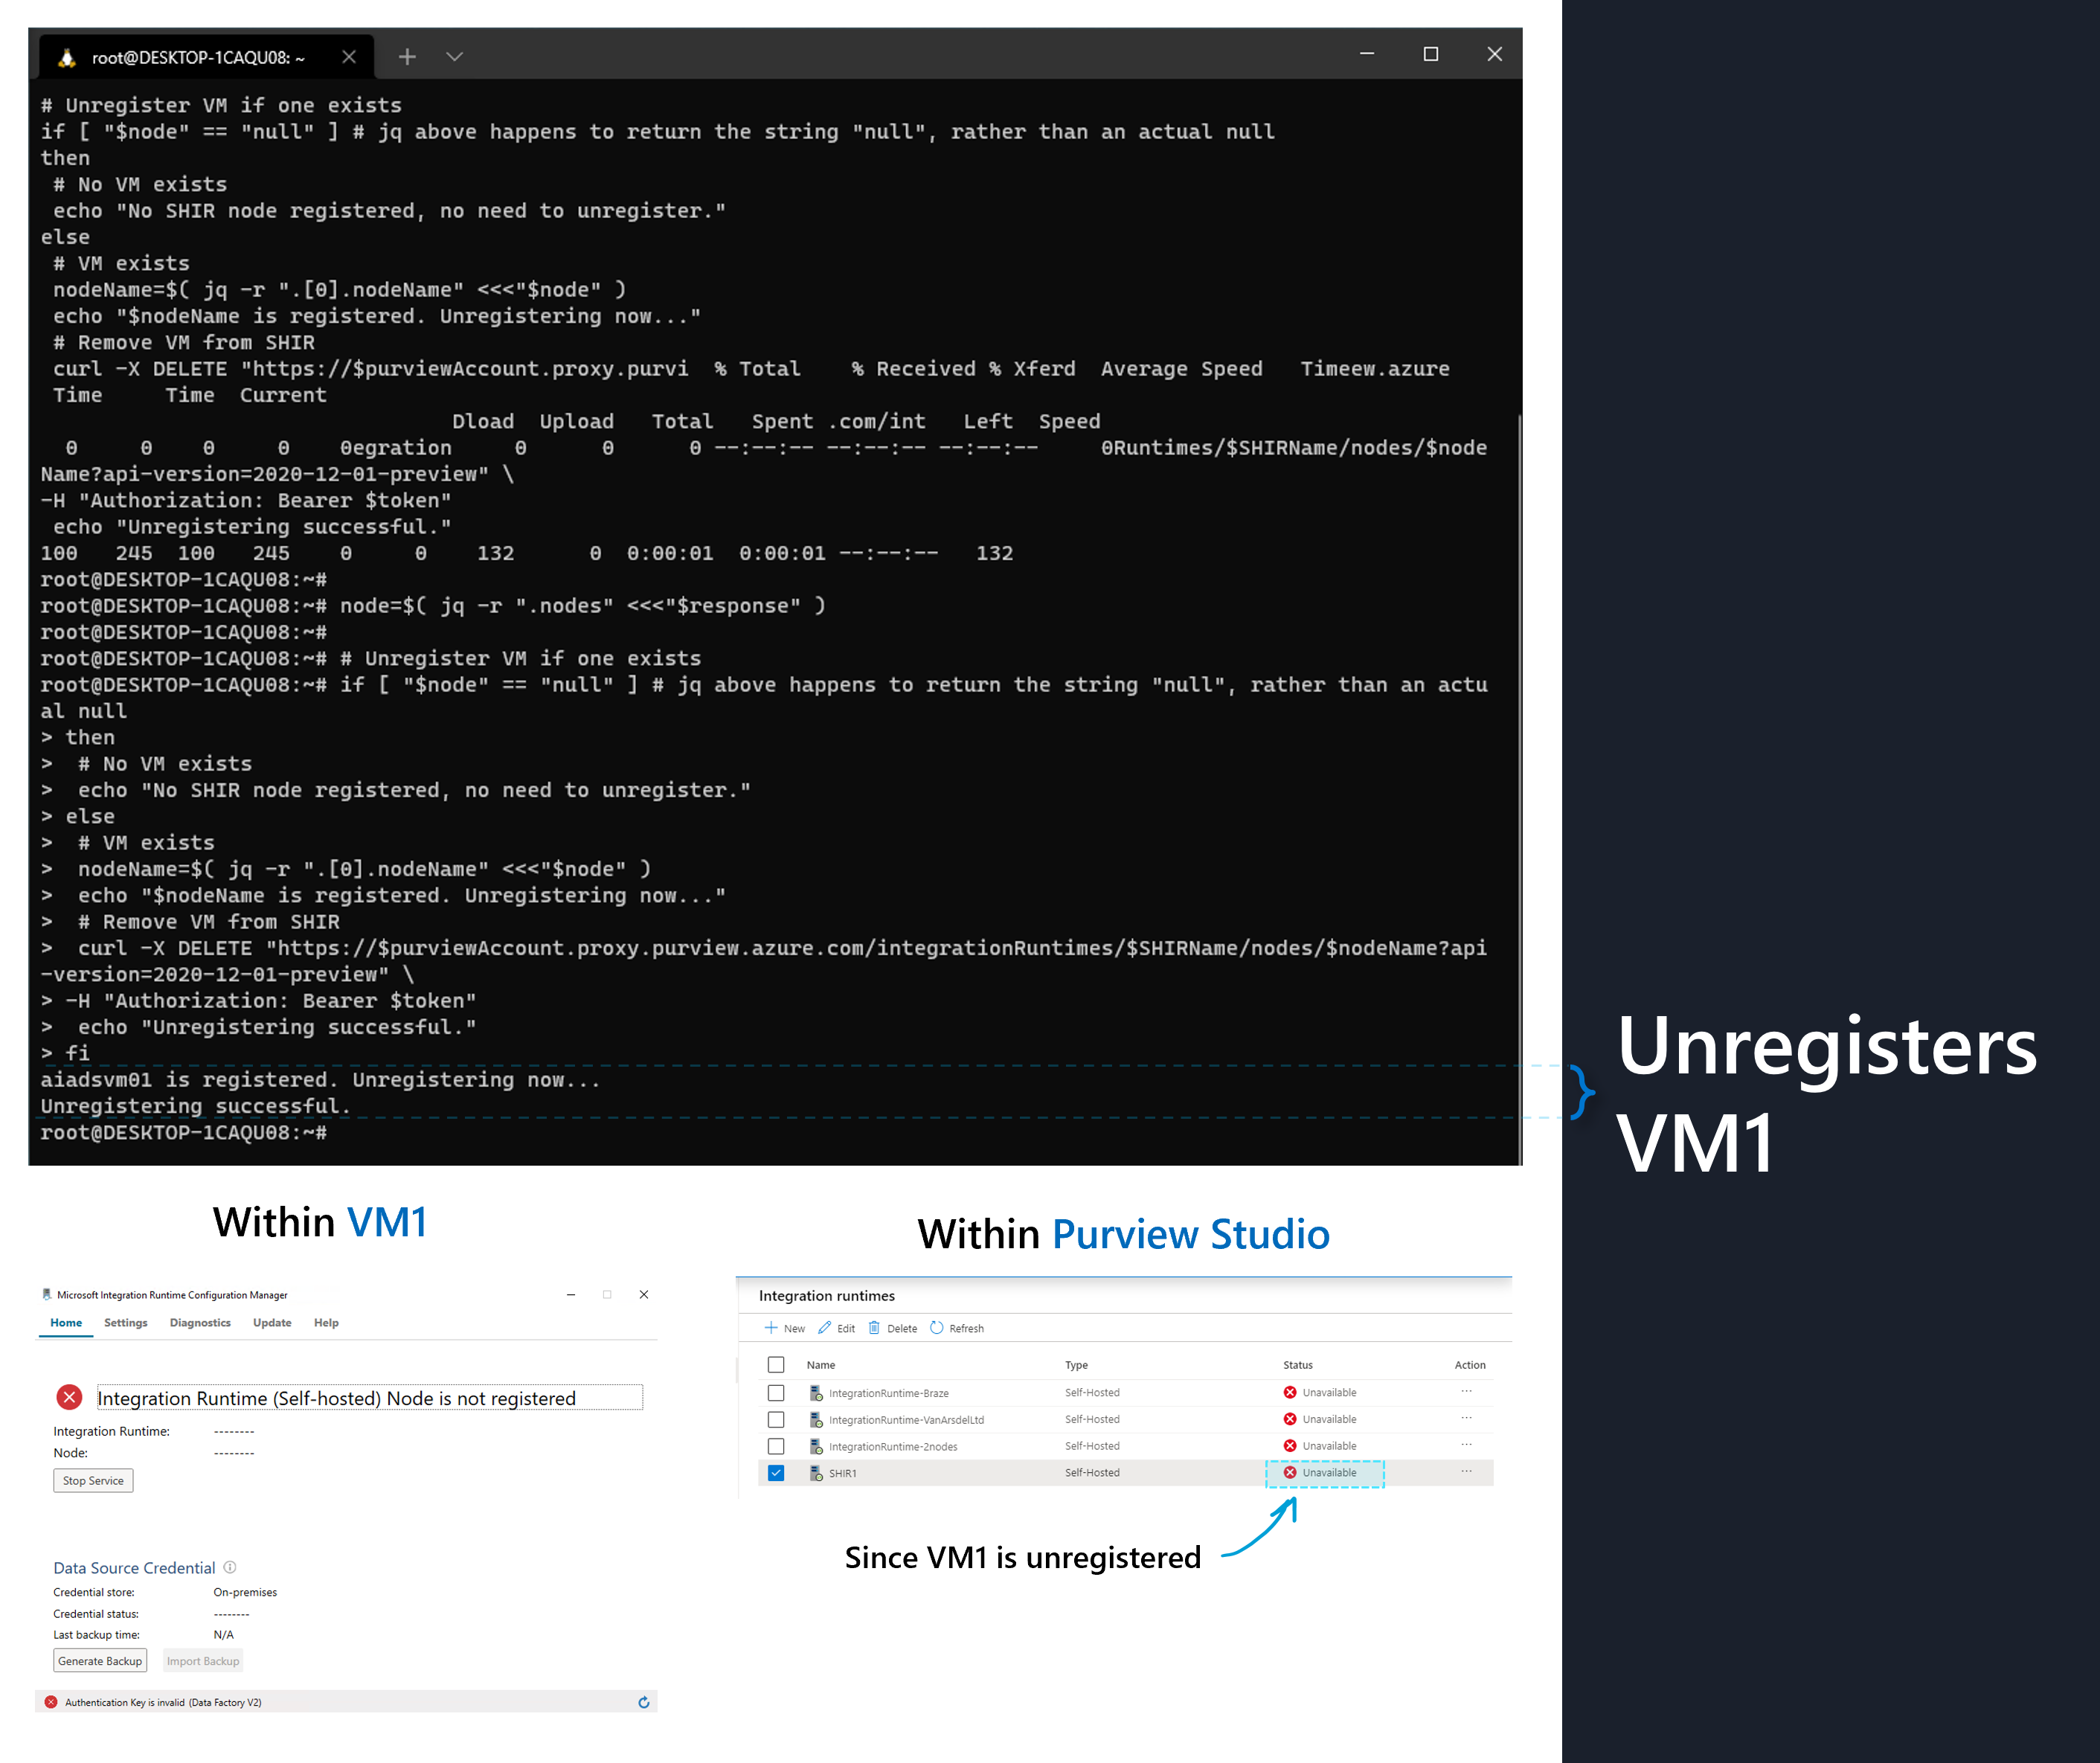 root@DESKTOP-1CAQU08: ~
# Unregister VM if one exists
if [ "$node" == "null" ] # jq above happens to return the string "null", rather than an actual null
then
 # No VM exists
 echo "No SHIR node registered, no need to unregister."
else
 # VM exists
 nodeName=$( jq -r ".[0].nodeName" <<<"$node" )
 echo "$nodeName is registered. Unregistering now..."
 # Remove VM from SHIR
 curl -X DELETE "https://$purviewAccount.proxy.purvi  % Total    % Received % Xferd  Average Speed   Timeew.azure
 Time     Time  Current
                                 Dload  Upload   Total   Spent .com/int   Left  Speed
  0     0    0     0    0egration     0      0      0 --:--:-- --:--:-- --:--:--     0Runtimes/$SHIRName/nodes/$node
Name?api-version=2020-12-01-preview" \
-H "Authorization: Bearer $token"
 echo "Unregistering successful."
100   245  100   245    0     0    132      0  0:00:01  0:00:01 --:--:--   132
root@DESKTOP-1CAQU08:~#
root@DESKTOP-1CAQU08:~# node=$( jq -r ".nodes" <<<"$response" )
root@DESKTOP-1CAQU08:~#
root@DESKTOP-1CAQU08:~# # Unregister VM if one exists
root@DESKTOP-1CAQU08:~# if [ "$node" == "null" ] # jq above happens to return the string "null", rather than an actu
al null
> then
>  # No VM exists
>  echo "No SHIR node registered, no need to unregister."
> else
>  # VM exists
>  nodeName=$( jq -r ".[0].nodeName" <<<"$node" )
>  echo "$nodeName is registered. Unregistering now..."
>  # Remove VM from SHIR
>  curl -X DELETE "https://$purviewAccount.proxy.purview.azure.com/integrationRuntimes/$SHIRName/nodes/$nodeName?api
-version=2020-12-01-preview" \
> -H "Authorization: Bearer $token"
>  echo "Unregistering successful."
> fi
aiadsvm01 is registered. Unregistering now...
Unregistering successful.
root@DESKTOP-1CAQU08:~#
Unregisters
VM1
Within VM1
Microsoft Integration Runtime Configuration Manager
Home Settings Diagnostics Update Help
Integration Runtime (Self-hosted) Node is not registered
Integration Runtime: --------
Node: --------
Stop Service
Data Source Credential
Credential store: On-premises
Credential status: --------
Last backup time: N/A
Generate Backup Import Backup
Authentication Key is invalid (Data Factory V2)
Within Purview Studio
Integration runtimes
New Edit Delete Refresh
Name Type Status Action
IntegrationRuntime-Braze Self-Hosted Unavailable ...
IntegrationRuntime-VanArsdelLtd Self-Hosted Unavailable ...
IntegrationRuntime-2nodes Self-Hosted Unavailable ...
SHIR1 Self-Hosted Unavailable ...
Since VM1 is unregistered